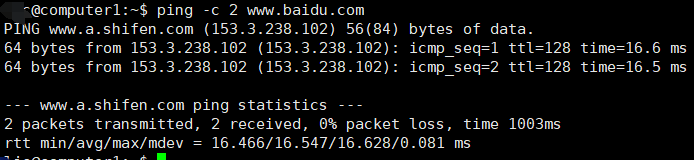 c@computer1:~$ ping -c 2 www.baidu.com
PING www.a.shifen.com (153.3.238.102) 56(84) bytes of data.
64 bytes from 153.3.238.102 (153.3.238.102): icmp_seq=1 ttl=128 time=16.6 ms
64 bytes from 153.3.238.102 (153.3.238.102): icmp_seq=2 ttl=128 time=16.5 ms

--- www.a.shifen.com ping statistics ---
2 packets transmitted, 2 received, 0% packet loss, time 1003ms
rtt min/avg/max/mdev = 16.466/16.547/16.628/0.081 ms